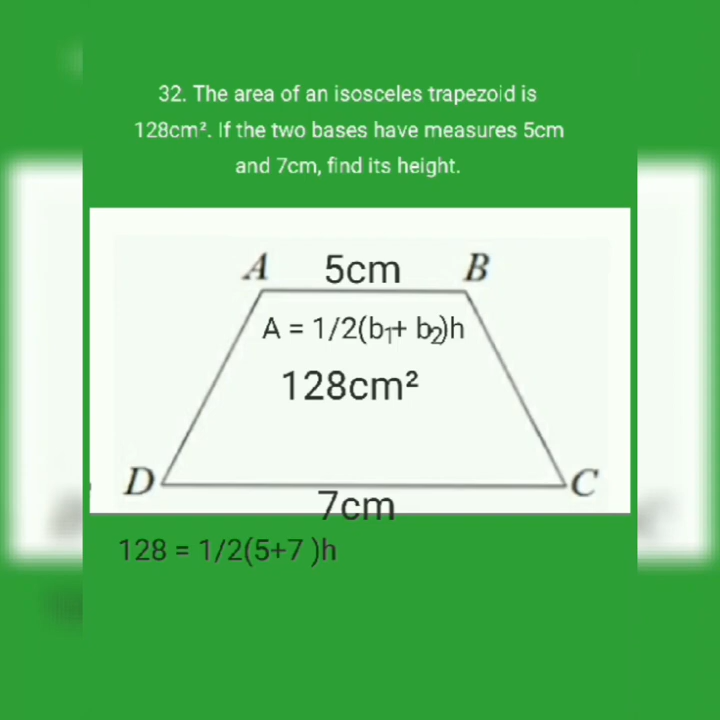 32. The area of an isosceles trapezoid is
128cm². If the two bases have measures 5cm
and 7cm, find its height.
A 5cm B
A = 1/2(b₁+ b₂)h
128cm²
D C
7cm
128 = 1/2(5+7 )h